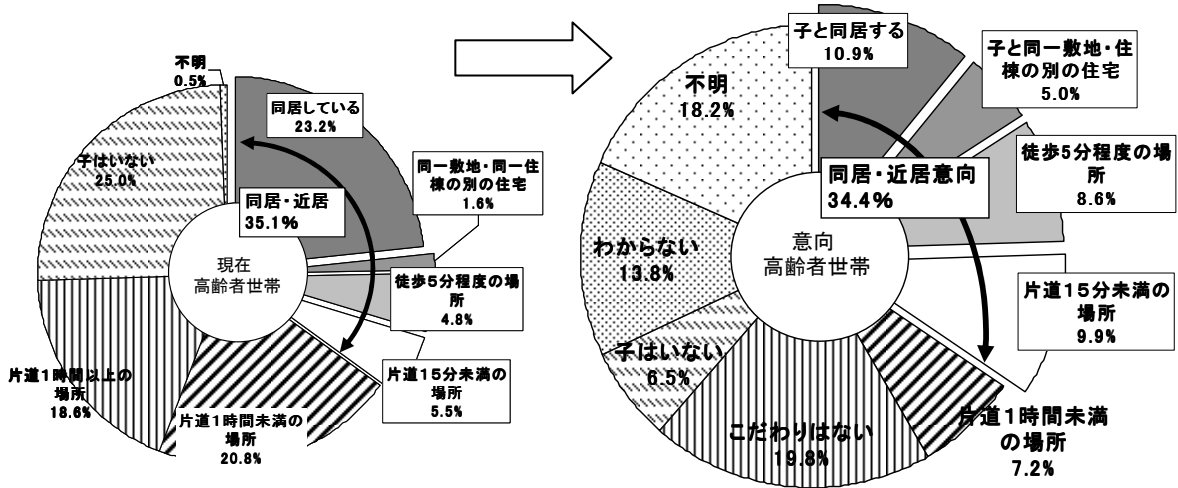 不明
0.5%
同居している
23.2%
同一敷地・同一住
棟の別の住宅
1.6%
子はいない
25.0%
同居・近居
35.1%
現在
高齢者世帯
徒歩5分程度の場
所
4.8%
片道15分未満の
場所
5.5%
片道1時間以上の
場所
18.6%
片道1時間未満の
場所
20.8%
子と同居する
10.9%
子と同一敷地・住
棟の別の住宅
5.0%
不明
18.2%
徒歩5分程度の場
所
8.6%
同居・近居意向
34.4%
わからない
13.8%
意向
高齢者世帯
片道15分未満の
場所
9.9%
子はいない
6.5%
こだわりはない
19.8%
片道1時間未満
の場所
7.2%